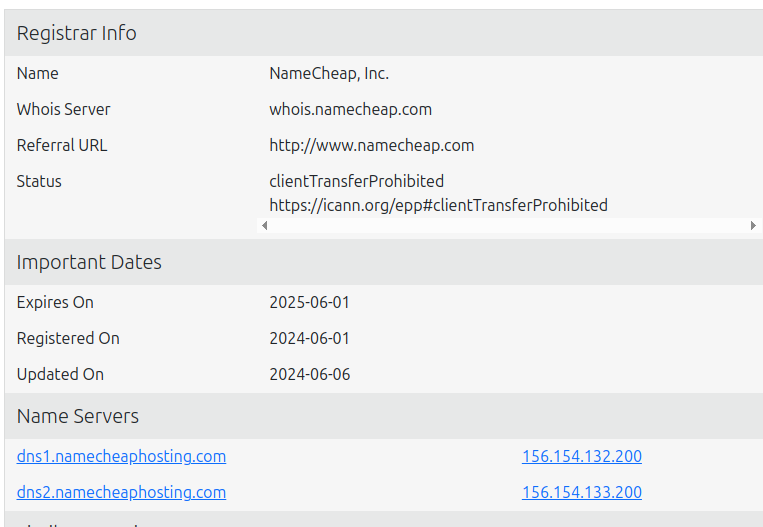 Registrar Info
Name NameCheap, Inc.
Whois Server whois.namecheap.com
Referral URL http://www.namecheap.com
Status clientTransferProhibited
https://icann.org/epp#clientTransferProhibited
Important Dates
Expires On 2025-06-01
Registered On 2024-06-01
Updated On 2024-06-06
Name Servers
dns1.namecheaphosting.com 156.154.132.200
dns2.namecheaphosting.com 156.154.133.200